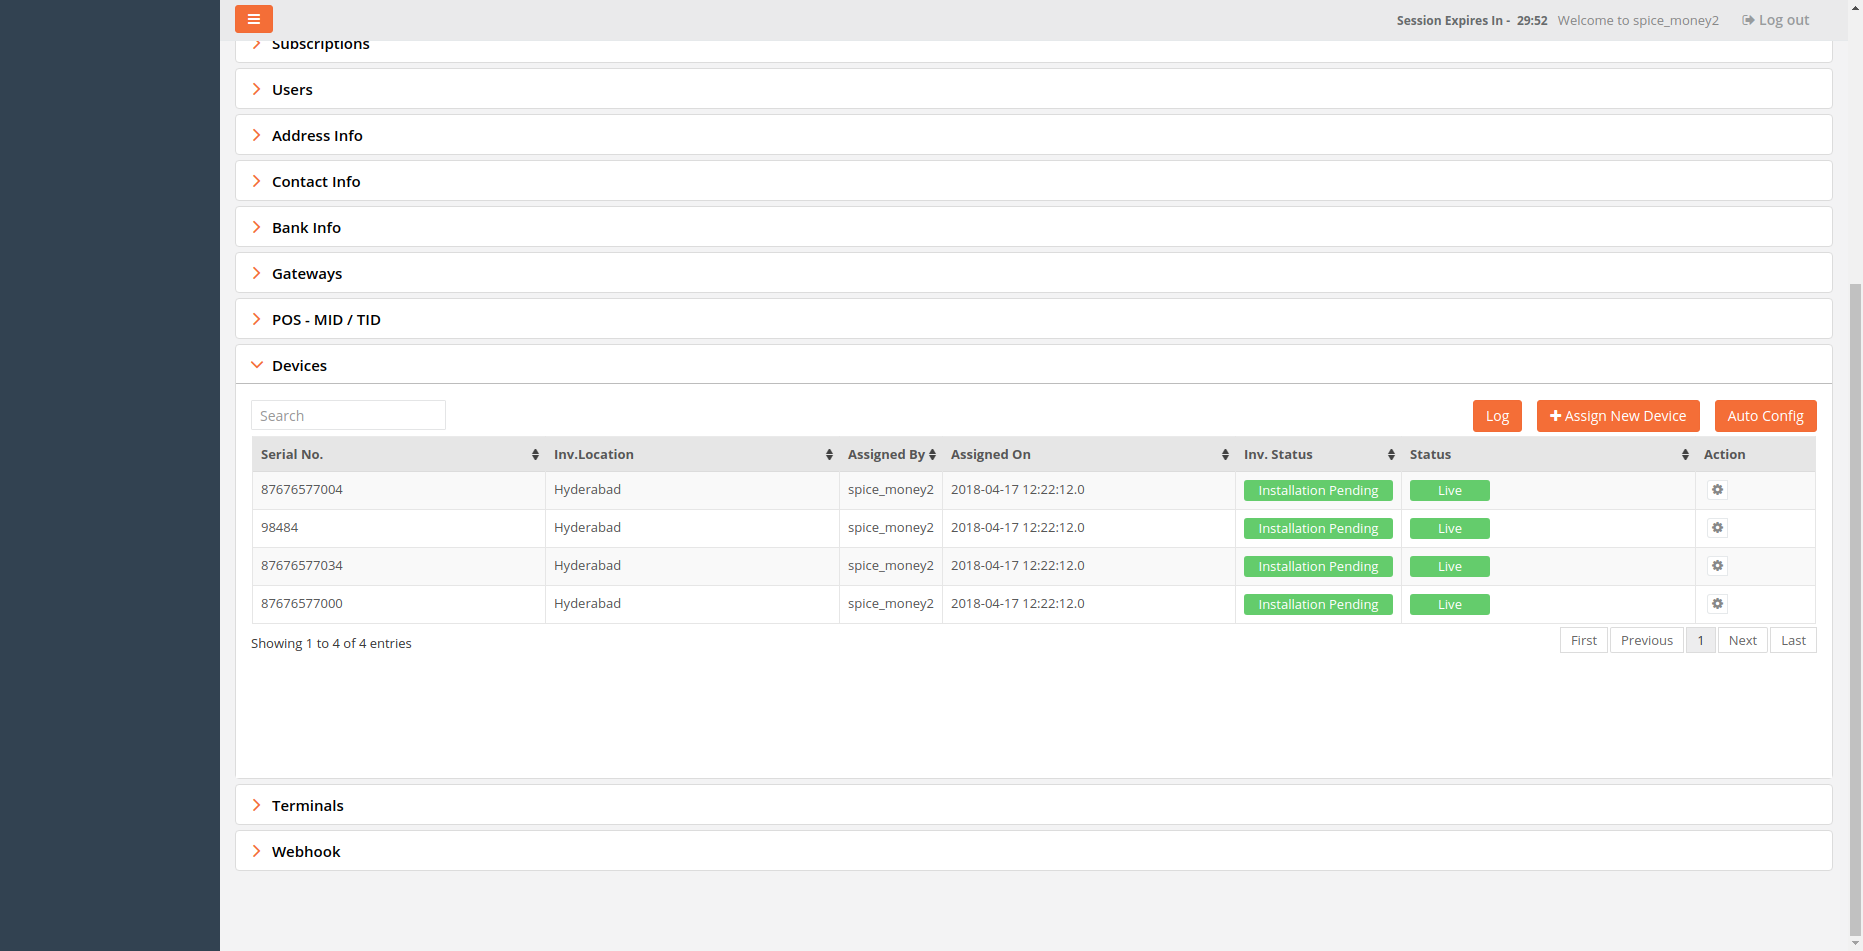 Session Expires In - 29:52 Welcome to spice_money2 Log out
Subscriptions
Users
Address Info
Contact Info
Bank Info
Gateways
POS - MID / TID
Devices
Search Log Assign New Device Auto Config
Serial No. Inv.Location Assigned By Assigned On Inv. Status Status Action
87676577004 Hyderabad spice_money2 2018-04-17 12:22:12.0 Installation Pending Live
98484 Hyderabad spice_money2 2018-04-17 12:22:12.0 Installation Pending Live
87676577034 Hyderabad spice_money2 2018-04-17 12:22:12.0 Installation Pending Live
87676577000 Hyderabad spice_money2 2018-04-17 12:22:12.0 Installation Pending Live
Showing 1 to 4 of 4 entries First Previous 1 Next Last
Terminals
Webhook